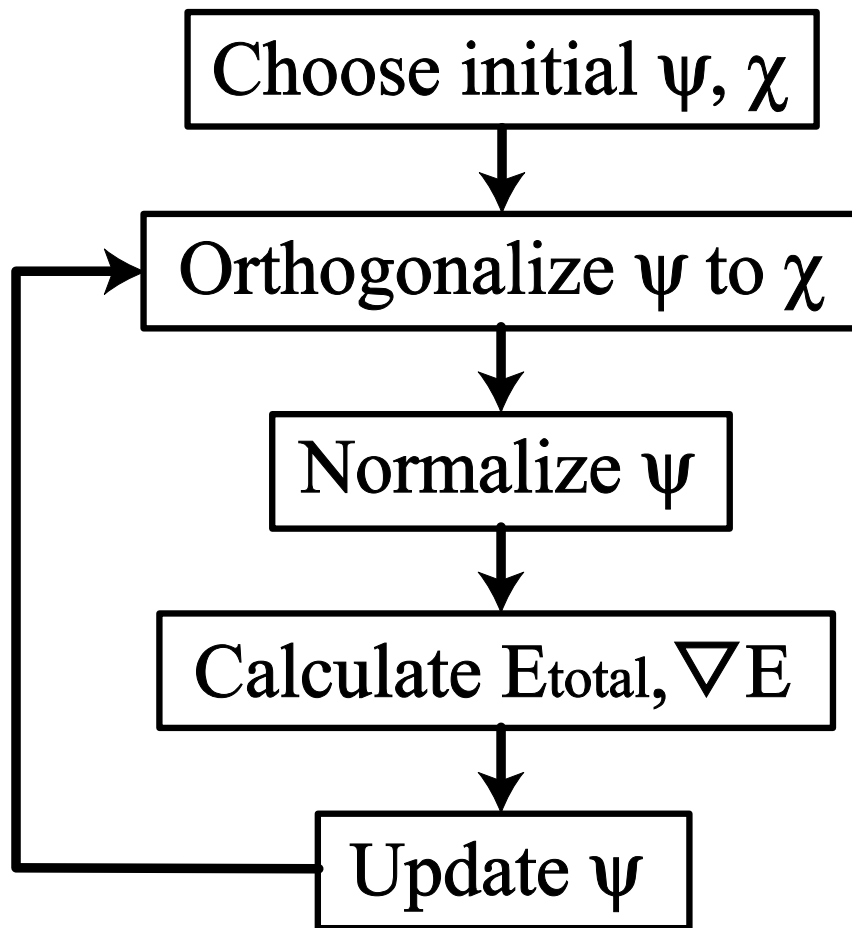 Choose initial ψ, χ
Orthogonalize ψ to χ
Normalize ψ
Calculate Etotal, ∇E
Update ψ